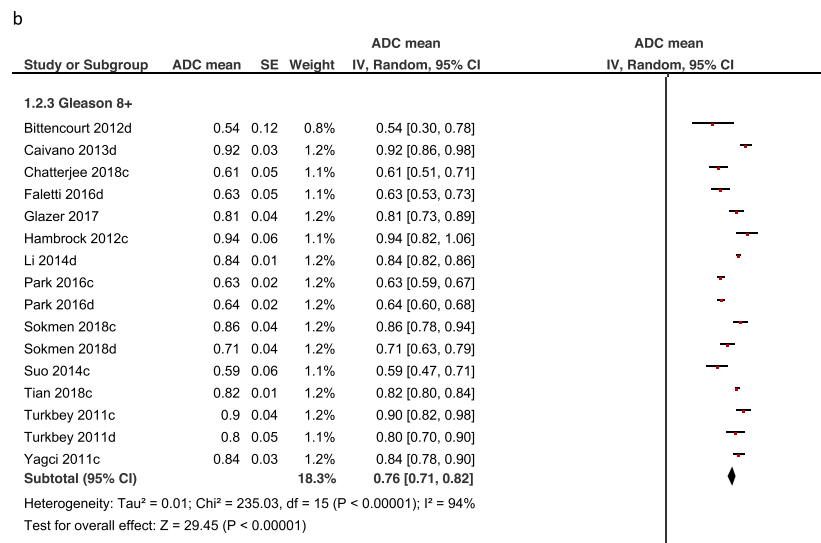 b
ADC mean ADC mean
Study or Subgroup ADC mean SE Weight IV, Random, 95% CI IV, Random, 95% CI
1.2.3 Gleason 8+
Bittencourt 2012d 0.54 0.12 0.8% 0.54 [0.30, 0.78]
Caivano 2013d 0.92 0.03 1.2% 0.92 [0.86, 0.98]
Chatterjee 2018c 0.61 0.05 1.1% 0.61 [0.51, 0.71]
Faletti 2016d 0.63 0.05 1.1% 0.63 [0.53, 0.73]
Glazer 2017 0.81 0.04 1.2% 0.81 [0.73, 0.89]
Hambrock 2012c 0.94 0.06 1.1% 0.94 [0.82, 1.06]
Li 2014d 0.84 0.01 1.2% 0.84 [0.82, 0.86]
Park 2016c 0.63 0.02 1.2% 0.63 [0.59, 0.67]
Park 2016d 0.64 0.02 1.2% 0.64 [0.60, 0.68]
Sokmen 2018c 0.86 0.04 1.2% 0.86 [0.78, 0.94]
Sokmen 2018d 0.71 0.04 1.2% 0.71 [0.63, 0.79]
Suo 2014c 0.59 0.06 1.1% 0.59 [0.47, 0.71]
Tian 2018c 0.82 0.01 1.2% 0.82 [0.80, 0.84]
Turkbey 2011c 0.9 0.04 1.2% 0.90 [0.82, 0.98]
Turkbey 2011d 0.8 0.05 1.1% 0.80 [0.70, 0.90]
Yagci 2011c 0.84 0.03 1.2% 0.84 [0.78, 0.90]
Subtotal (95% CI) 18.3% 0.76 [0.71, 0.82]
Heterogeneity: Tau² = 0.01; Chi² = 235.03, df = 15 (P < 0.00001); I² = 94%
Test for overall effect: Z = 29.45 (P < 0.00001)